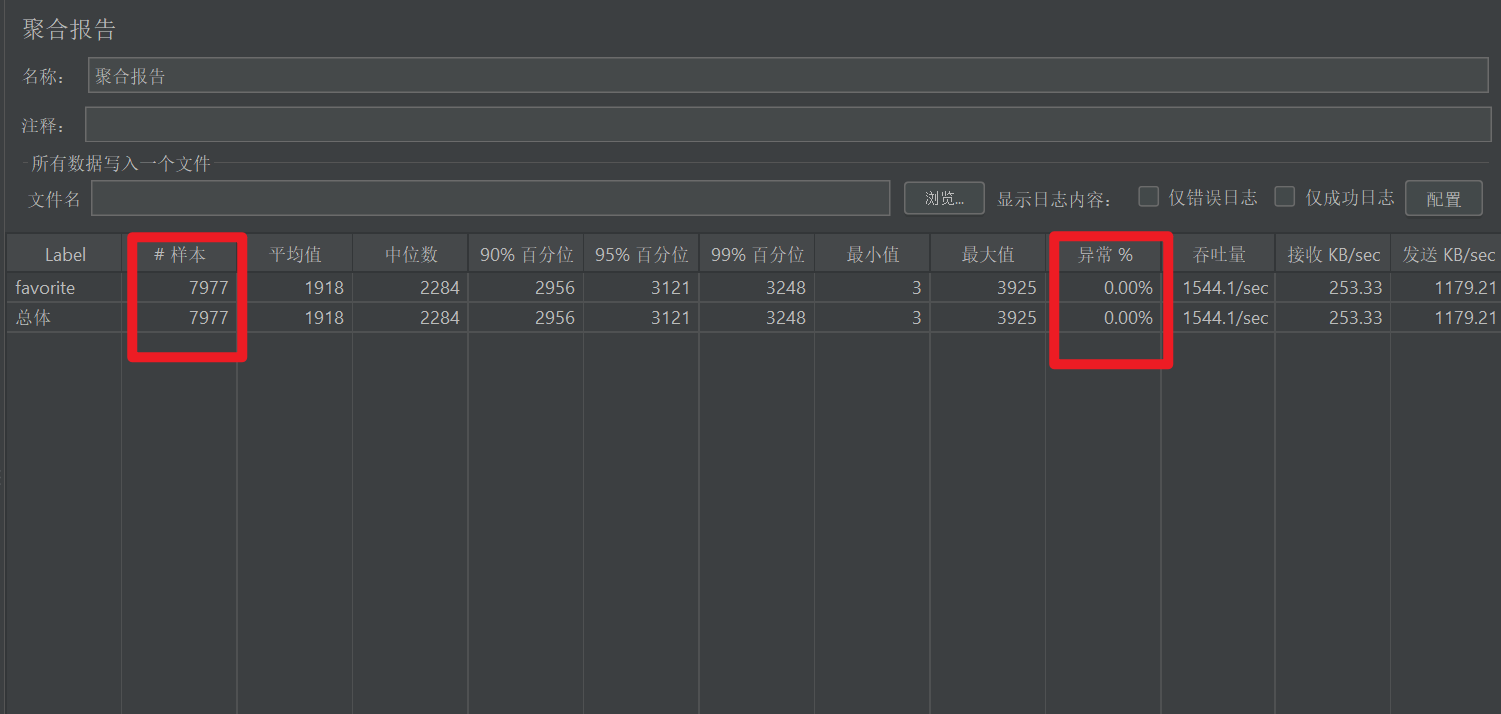 聚合报告
名称： 聚合报告
注释：
所有数据写入一个文件
文件名 浏览... 显示日志内容： 仅错误日志 仅成功日志 配置
Label # 样本 平均值 中位数 90% 百分位 95% 百分位 99% 百分位 最小值 最大值 异常 % 吞吐量 接收 KB/sec 发送 KB/sec
favorite 7977 1918 2284 2956 3121 3248 3 3925 0.00% 1544.1/sec 253.33 1179.21
总体 7977 1918 2284 2956 3121 3248 3 3925 0.00% 1544.1/sec 253.33 1179.21